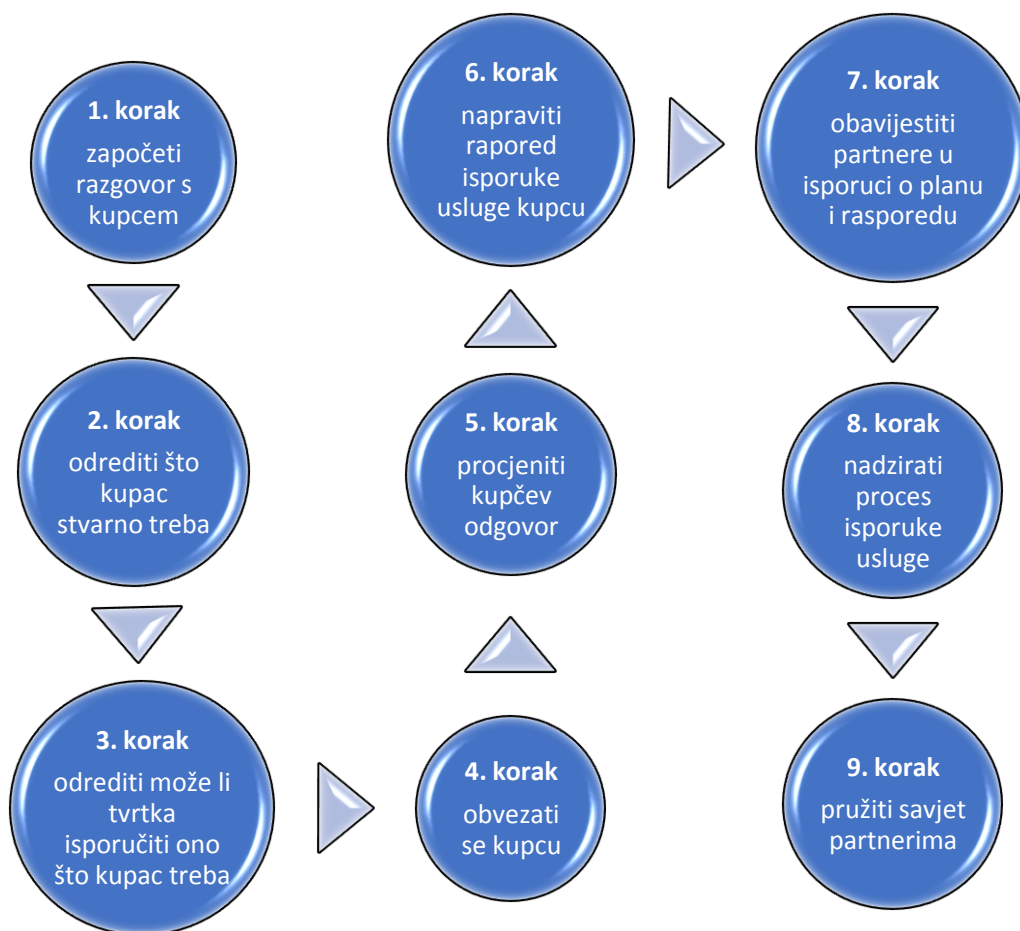 1. korak
započeti
razgovor s
kupcem
2. korak
odrediti što
kupac
stvarno treba
3. korak
odrediti može li
tvrtka
isporučiti ono
što kupac treba
4. korak
obvezati
se kupcu
5. korak
procjeniti
kupčev
odgovor
6. korak
napraviti
rapored
isporuke
usluge kupcu
7. korak
obavijestiti
partnere u
isporuci o planu
i rasporedu
8. korak
nadzirati
proces
isporuke
usluge
9. korak
pružiti savjet
partnerima